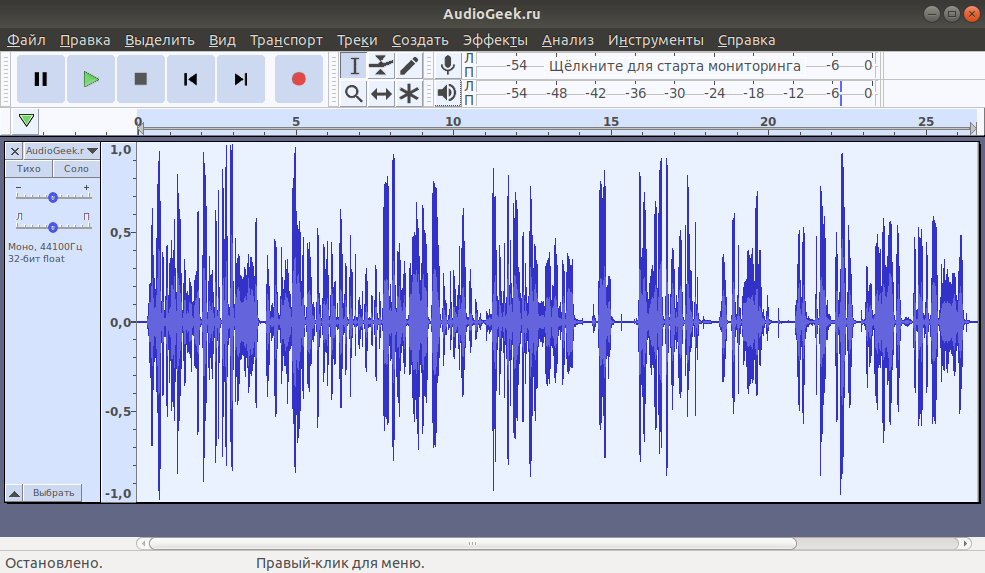 AudioGeek.ru
Файл Правка Выделить Вид Транспорт Треки Создать Эффекты Анализ Инструменты Справка
Л П -54 Щёлкните для старта мониторинга -6 0
Л П -54 -48 -42 -36 -30 -24 -18 -12 -6 0
0 5 10 15 20 25
AudioGeek.r
Тихо Соло
- +
Л П
Моно, 44100Гц
32-бит float
1,0
0,5
0,0
-0,5
-1,0
Выбрать
Остановлено. Правый-клик для меню.